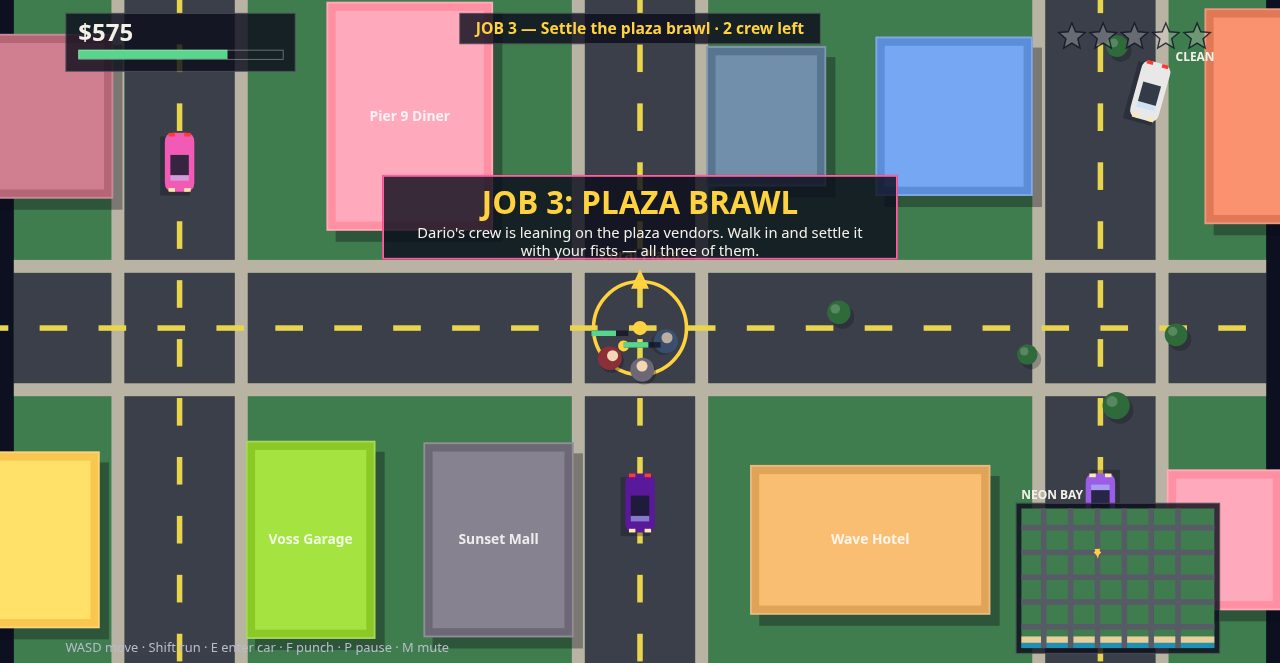 $575
JOB 3 — Settle the plaza brawl · 2 crew left
CLEAN
Pier 9 Diner
JOB 3: PLAZA BRAWL
Dario's crew is leaning on the plaza vendors. Walk in and settle it
with your fists — all three of them.
NEON BAY
Voss Garage
Sunset Mall
Wave Hotel
WASD move · Shift run · E enter car · F punch · P pause · M mute